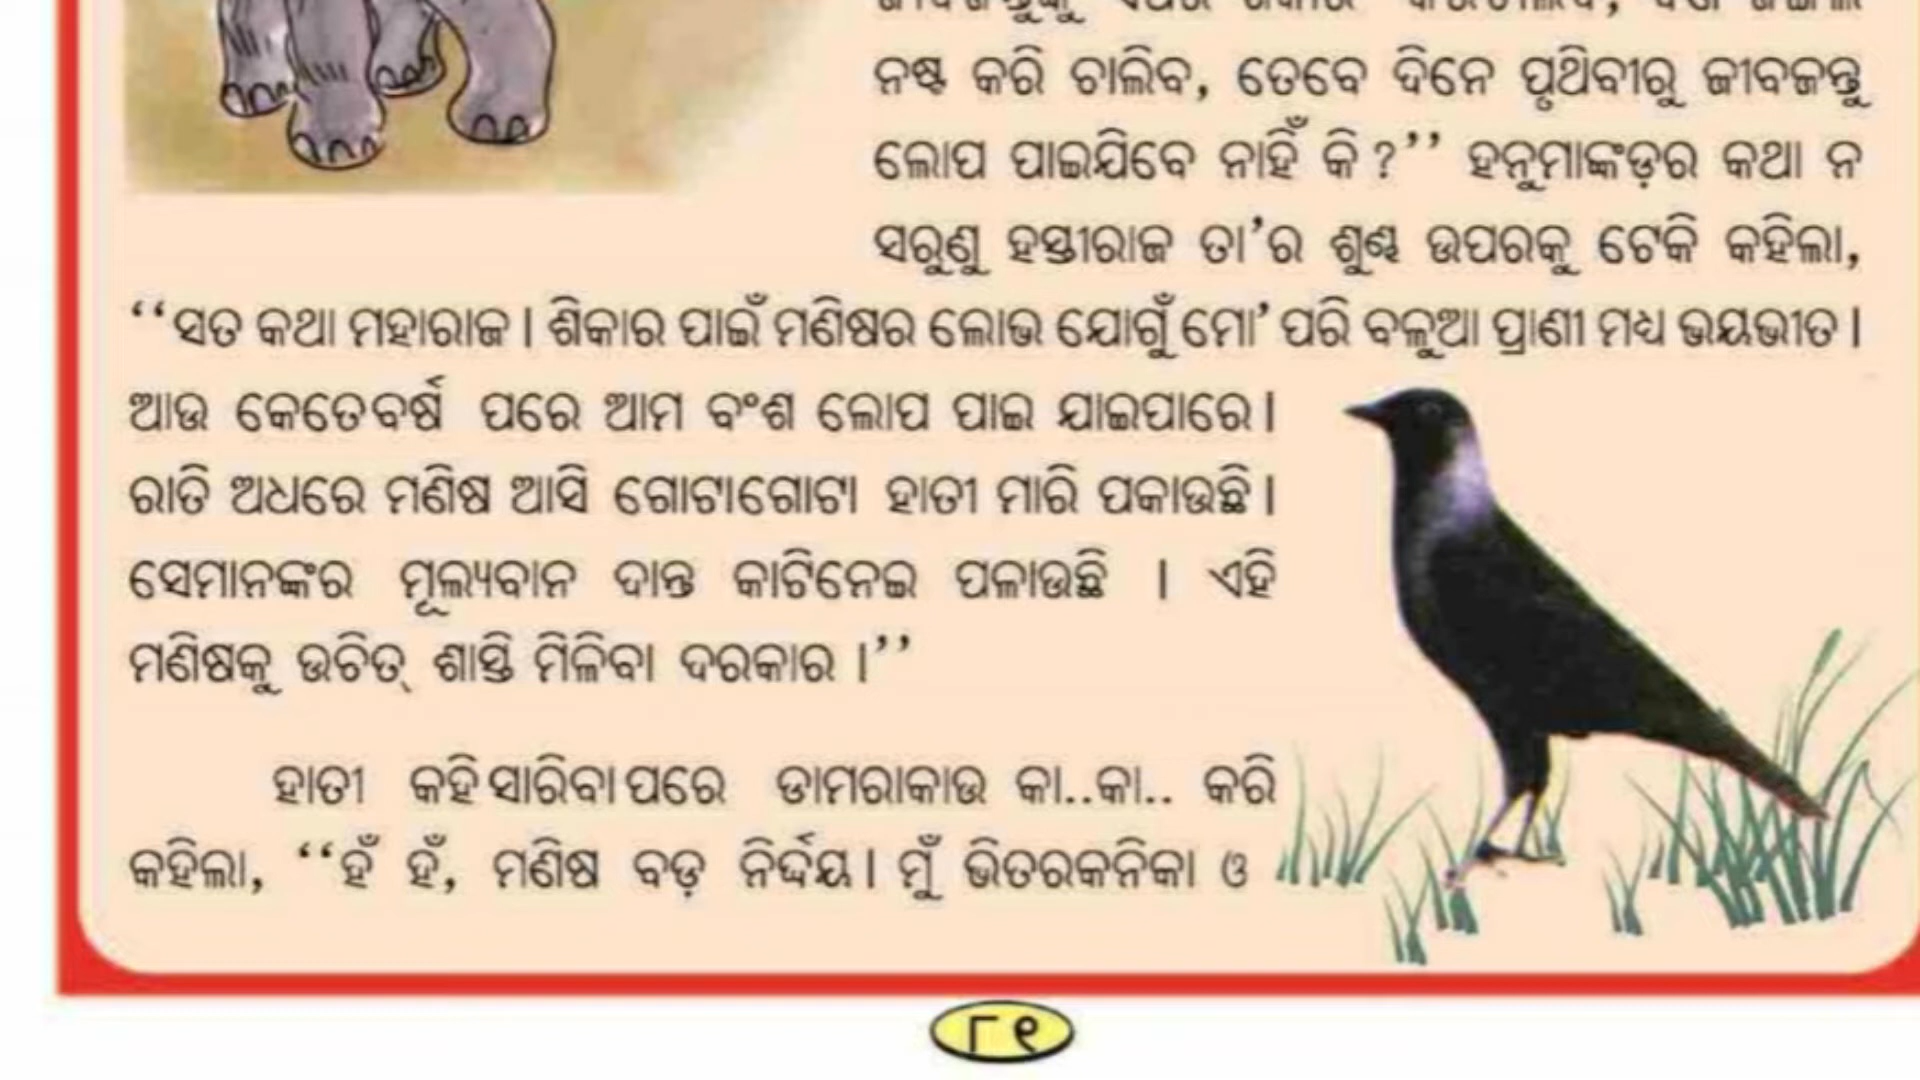 ନଷ୍ଟ କରି ଚାଲିବ, ତେବେ ଦିନେ ପୃଥିବୀରୁ ଜୀବଜନ୍ତୁ
ଲୋପ ପାଇଯିବେ ନାହିଁ କି ?’’ ହନୁମାଙ୍କଡ଼ର କଥା ନ
ସରୁଣୁ ହସ୍ତୀରାଜ ତା’ର ଶୁଣ୍ଢ ଉପରକୁ ଟେକି କହିଲା,
‘‘ସତ କଥା ମହାରାଜ । ଶିକାର ପାଇଁ ମଣିଷର ଲୋଭ ଯୋଗୁଁ ମୋ’ ପରି ବଳୁଆ ପ୍ରାଣୀ ମଧ୍ୟ ଭୟଭୀତ ।
ଆଉ କେତେବର୍ଷ ପରେ ଆମ ବଂଶ ଲୋପ ପାଇ ଯାଇପାରେ ।
ରାତି ଅଧରେ ମଣିଷ ଆସି ଗୋଟାଗୋଟା ହାତୀ ମାରି ପକାଉଛି ।
ସେମାନଙ୍କର ମୂଲ୍ୟବାନ ଦାନ୍ତ କାଟିନେଇ ପଳାଉଛି । ଏହି
ମଣିଷକୁ ଉଚିତ୍ ଶାସ୍ତି ମିଳିବା ଦରକାର ।’’
ହାତୀ କହିସାରିବା ପରେ ଡାମରାକାଉ କା..କା.. କରି
କହିଲା, ‘‘ହଁ ହଁ, ମଣିଷ ବଡ଼ ନିର୍ଦ୍ଦୟ । ମୁଁ ଭିତରକନିକା ଓ
୮୧